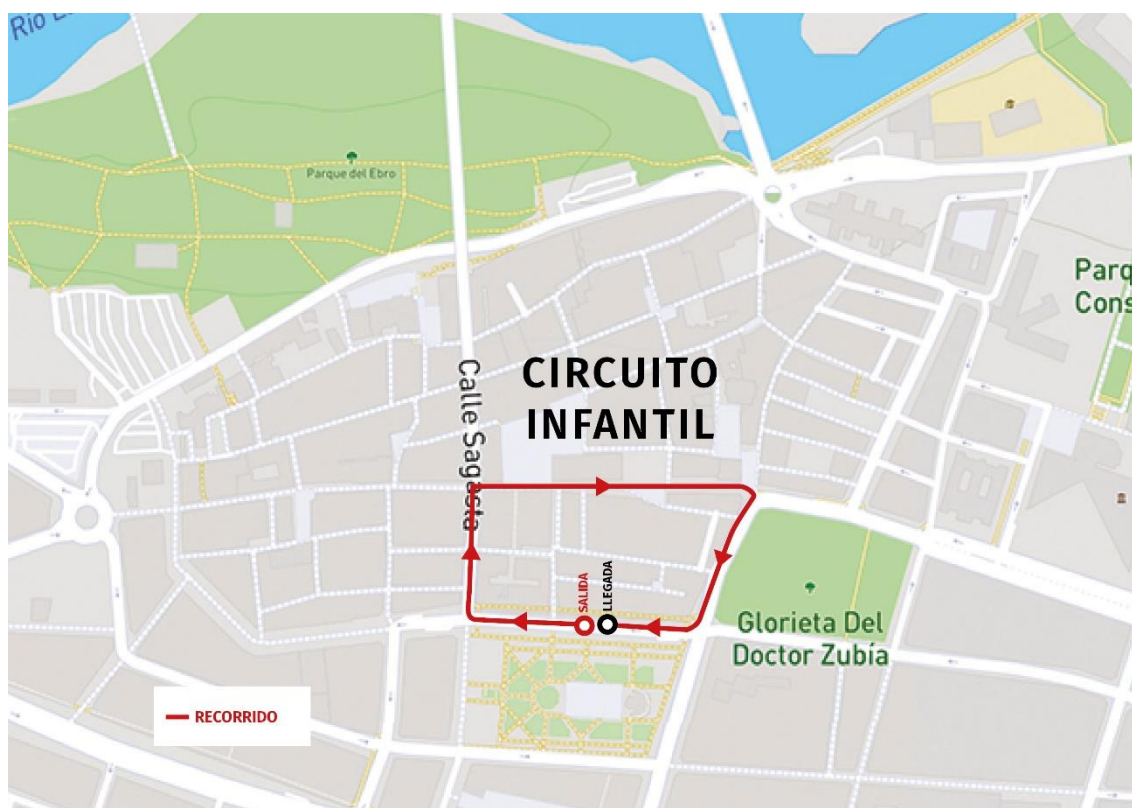 Parque del Ebro
Calle Sagasta
CIRCUITO
INFANTIL
SALIDA
LLEGADA
Glorieta Del
Doctor Zubía
RECORRIDO
Parq
Cons
Río